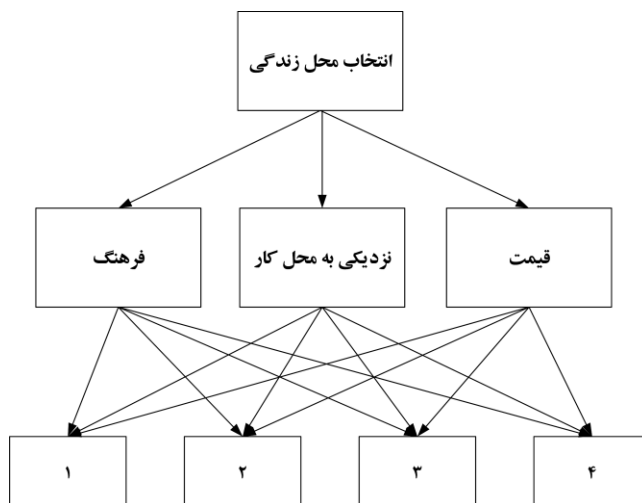 انتخاب محل زندگی
قیمت
نزدیکی به محل کار
فرهنگ
۱
۲
۳
۴